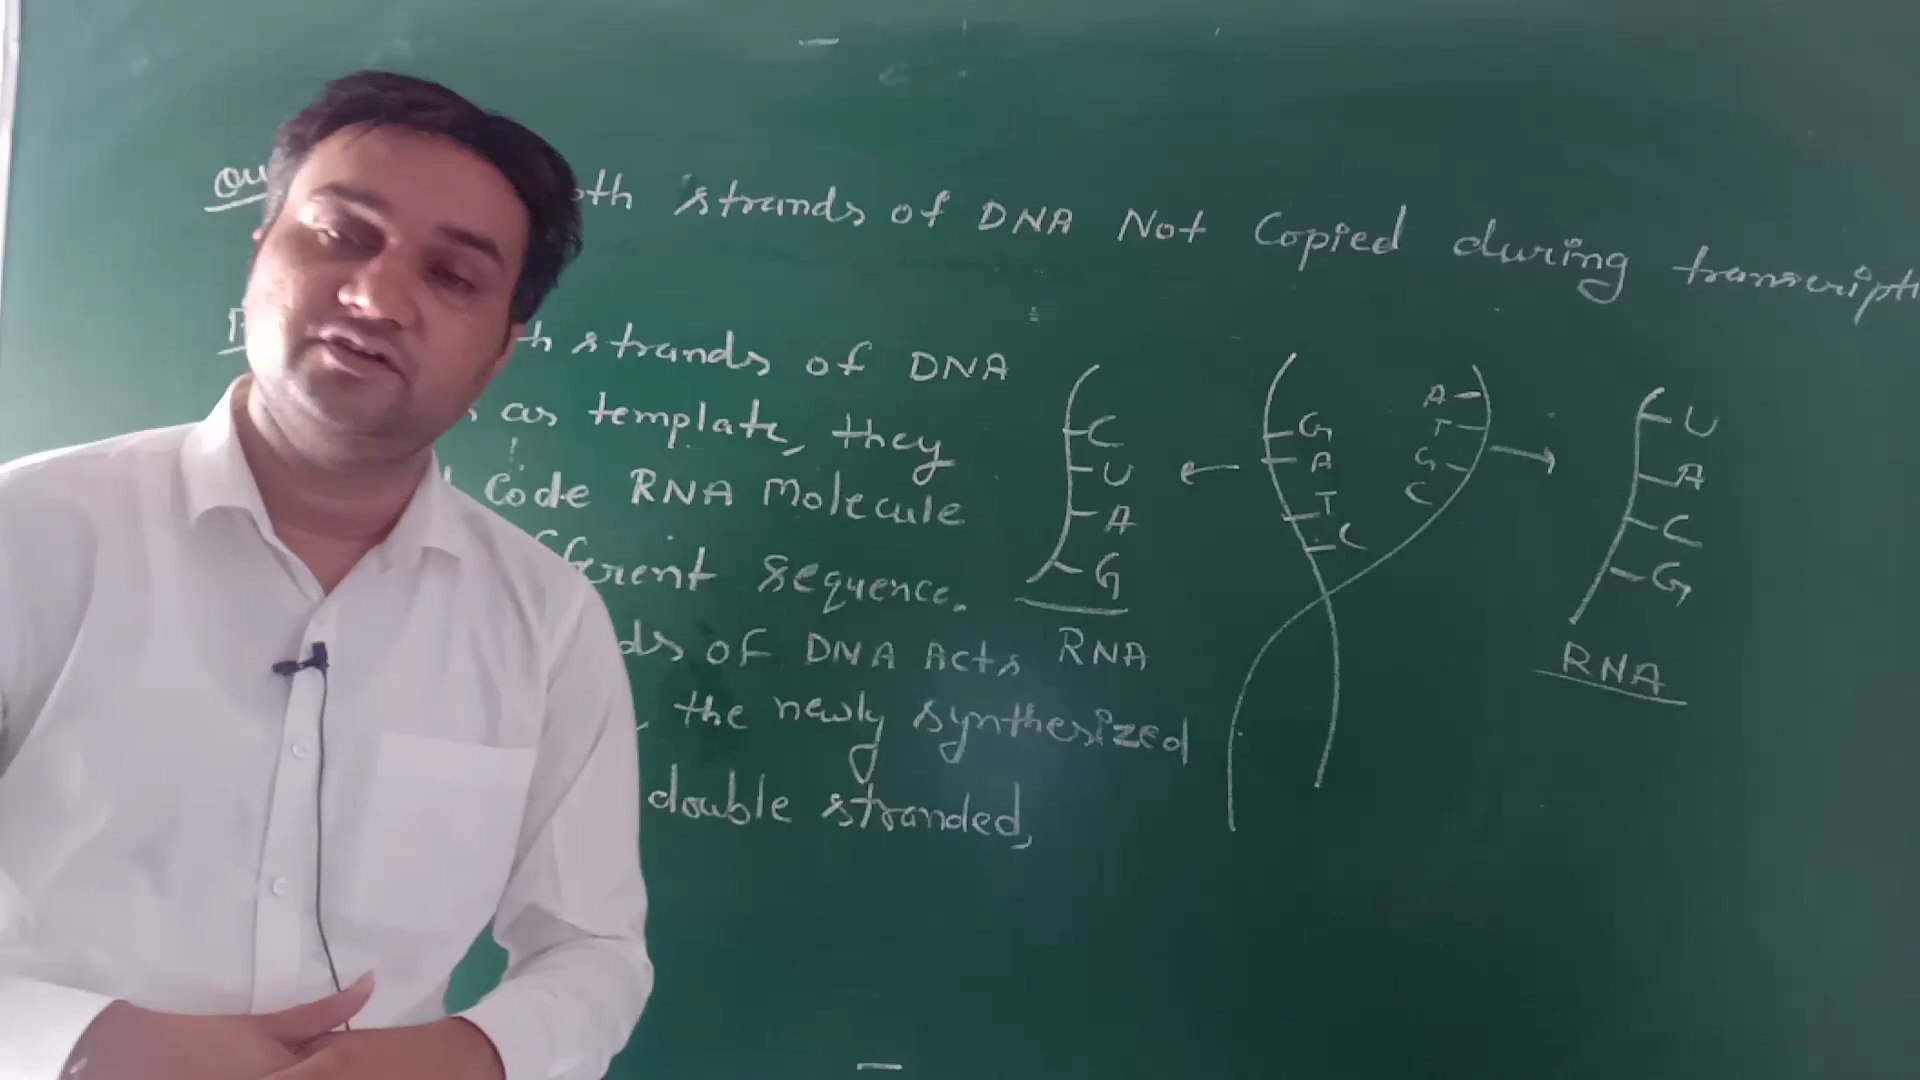 oth strands of DNA Not Copied during transcripti
th strands of DNA
as template, they
Code RNA Molecule
fferent sequence.
ds of DNA Acts
the newly synthesized
double stranded,
C
U
A
G
RNA
G
A
T
C
A
T
G
C
U
A
C
G
RNA